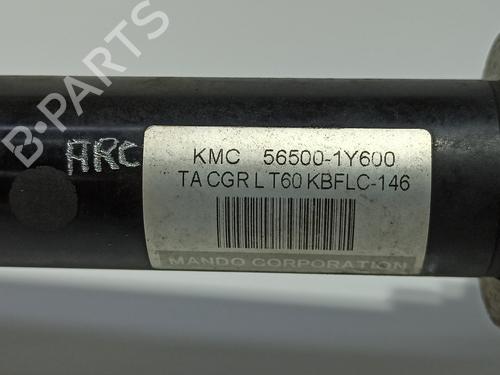 B-PARTS
ARC
KMC 56500-1Y600
TA CGR L T60 KBFLC-146
MANDO CORPORATION